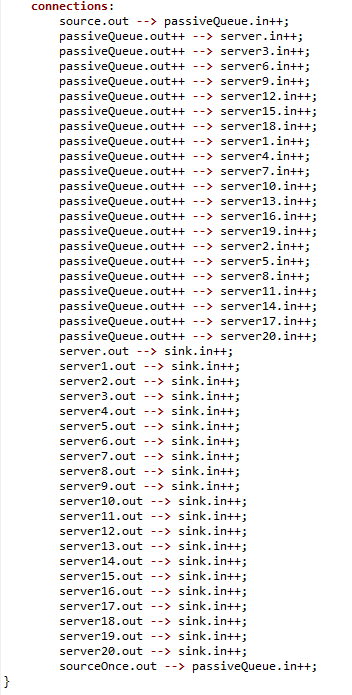 connections:
source.out --> passiveQueue.in++;
passiveQueue.out++ --> server.in++;
passiveQueue.out++ --> server3.in++;
passiveQueue.out++ --> server6.in++;
passiveQueue.out++ --> server9.in++;
passiveQueue.out++ --> server12.in++;
passiveQueue.out++ --> server15.in++;
passiveQueue.out++ --> server18.in++;
passiveQueue.out++ --> server1.in++;
passiveQueue.out++ --> server4.in++;
passiveQueue.out++ --> server7.in++;
passiveQueue.out++ --> server10.in++;
passiveQueue.out++ --> server13.in++;
passiveQueue.out++ --> server16.in++;
passiveQueue.out++ --> server19.in++;
passiveQueue.out++ --> server2.in++;
passiveQueue.out++ --> server5.in++;
passiveQueue.out++ --> server8.in++;
passiveQueue.out++ --> server11.in++;
passiveQueue.out++ --> server14.in++;
passiveQueue.out++ --> server17.in++;
passiveQueue.out++ --> server20.in++;
server.out --> sink.in++;
server1.out --> sink.in++;
server2.out --> sink.in++;
server3.out --> sink.in++;
server4.out --> sink.in++;
server5.out --> sink.in++;
server6.out --> sink.in++;
server7.out --> sink.in++;
server8.out --> sink.in++;
server9.out --> sink.in++;
server10.out --> sink.in++;
server11.out --> sink.in++;
server12.out --> sink.in++;
server13.out --> sink.in++;
server14.out --> sink.in++;
server15.out --> sink.in++;
server16.out --> sink.in++;
server17.out --> sink.in++;
server18.out --> sink.in++;
server19.out --> sink.in++;
server20.out --> sink.in++;
sourceOnce.out --> passiveQueue.in++;
}